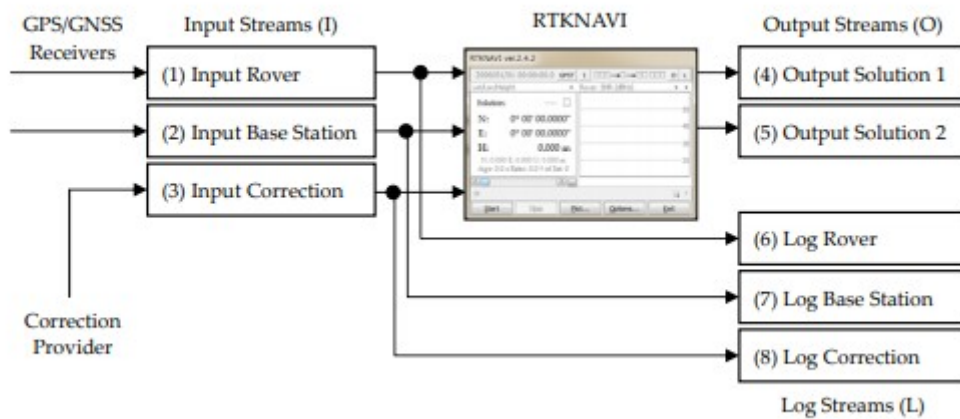 GPS/GNSS
Receivers
Input Streams (I)
RTKNAVI
Output Streams (O)
(1) Input Rover
(2) Input Base Station
(3) Input Correction
RTKNAVI ver.2.4.2
Lat/Lon/Height
Solution:
N: 0° 00' 00.0000"
E: 0° 00' 00.0000"
H: 0.000 m
Start
Stop
Plot...
Options...
Exit
(4) Output Solution 1
(5) Output Solution 2
(6) Log Rover
(7) Log Base Station
(8) Log Correction
Correction
Provider
Log Streams (L)